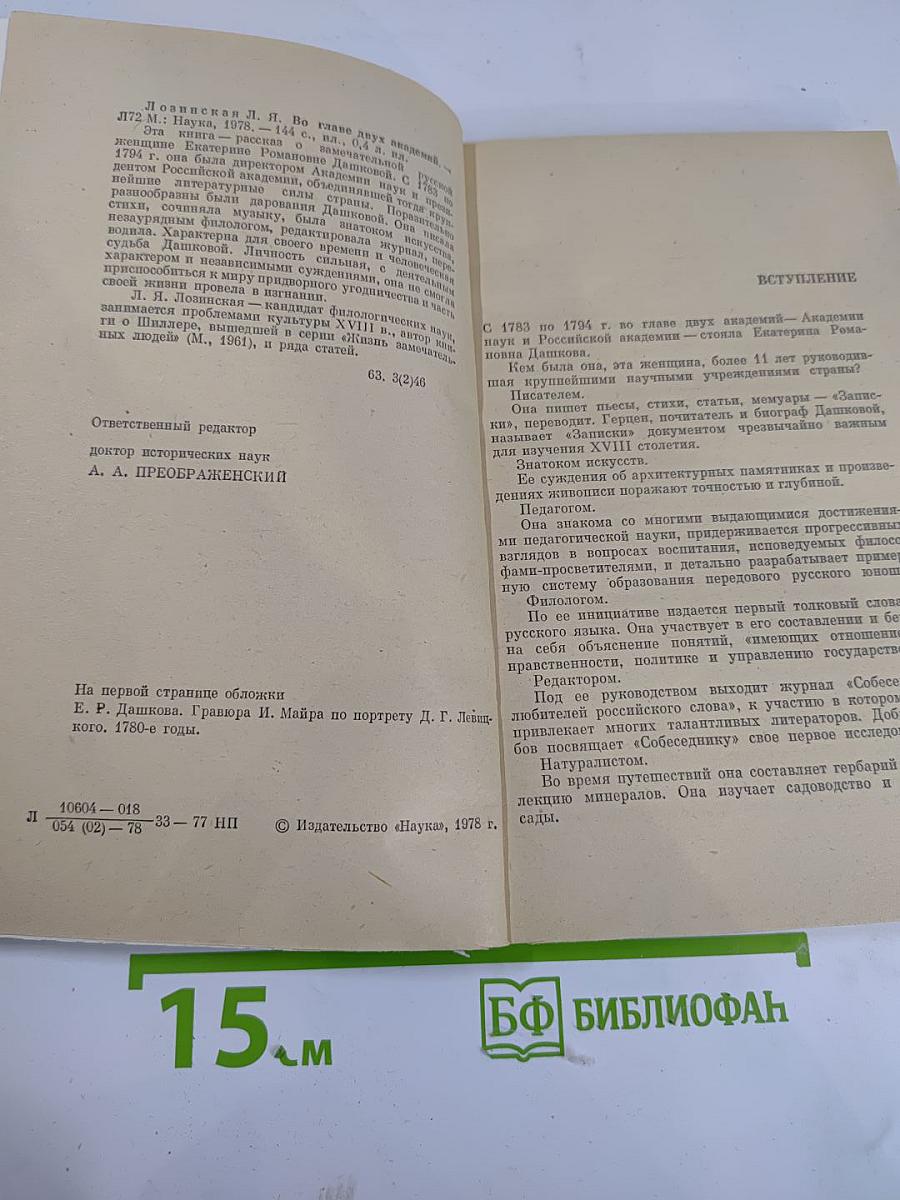 Лозинская Л. Я. Во главе двух академий. —
Л72 М.: Наука, 1978. — 144 с., ил., 0,4 л. ил.
Эта книга — рассказ о замечательной русской
женщине Екатерине Романовне Дашковой. С 1783 по
1794 г. она была директором Академии наук и прези-
дентом Российской академии, объединявшей тогда круп-
нейшие литературные силы страны. Поразительно
разнообразны были дарования Дашковой. Она писала
стихи, сочиняла музыку, была знатоком искусства,
незаурядным филологом, редактировала журнал, пере-
водила. Характерна для своего времени и человеческая
судьба Дашковой. Личность сильная, с деятельным
характером и независимыми суждениями, она не смогла
приспособиться к миру придворного угодничества и часть
своей жизни провела в изгнании.
Л. Я. Лозинская — кандидат филологических наук,
занимается проблемами культуры XVIII в., автор кни-
ги о Шиллере, вышедшей в серии «Жизнь замечатель-
ных людей» (М., 1961), и ряда статей.
63. 3(2)46
Ответственный редактор
доктор исторических наук
А. А. ПРЕОБРАЖЕНСКИЙ
На первой странице обложки
Е. Р. Дашкова. Гравюра И. Майра по портрету Д. Г. Левиц-
кого. 1780-е годы.
Л 10604 — 018
054 (02) — 78 33 — 77 НП © Издательство «Наука», 1978 г.
ВСТУПЛЕНИЕ
С 1783 по 1794 г. во главе двух академий — Академии
наук и Российской академии — стояла Екатерина Рома-
новна Дашкова.
Кем была она, эта женщина, более 11 лет руководив-
шая крупнейшими научными учреждениями страны?
Писателем.
Она пишет пьесы, стихи, статьи, мемуары — «Запис-
ки», переводит. Герцен, почитатель и биограф Дашковой,
называет «Записки» документом чрезвычайно важным
для изучения XVIII столетия.
Знатоком искусств.
Ее суждения об архитектурных памятниках и произве-
дениях живописи поражают точностью и глубиной.
Педагогом.
Она знакома со многими выдающимися достижения-
ми педагогической науки, придерживается прогрессивных
взглядов в вопросах воспитания, исповедуемых филосо
фами-просветителями, и детально разрабатывает пример
ную систему образования передового русского юнош
Филологом.
По ее инициативе издается первый толковый слова
русского языка. Она участвует в его составлении и бе
на себя объяснение понятий, «имеющих отношение
нравственности, политике и управлению государств
Редактором.
Под ее руководством выходит журнал «Собесе
любителей российского слова», к участию в котором
привлекает многих талантливых литераторов. Доб
бов посвящает «Собеседнику» свое первое исслед
Натуралистом.
Во время путешествий она составляет гербарий
лекцию минералов. Она изучает садоводство и
сады.
15 см
БФ БИБЛИОФАН